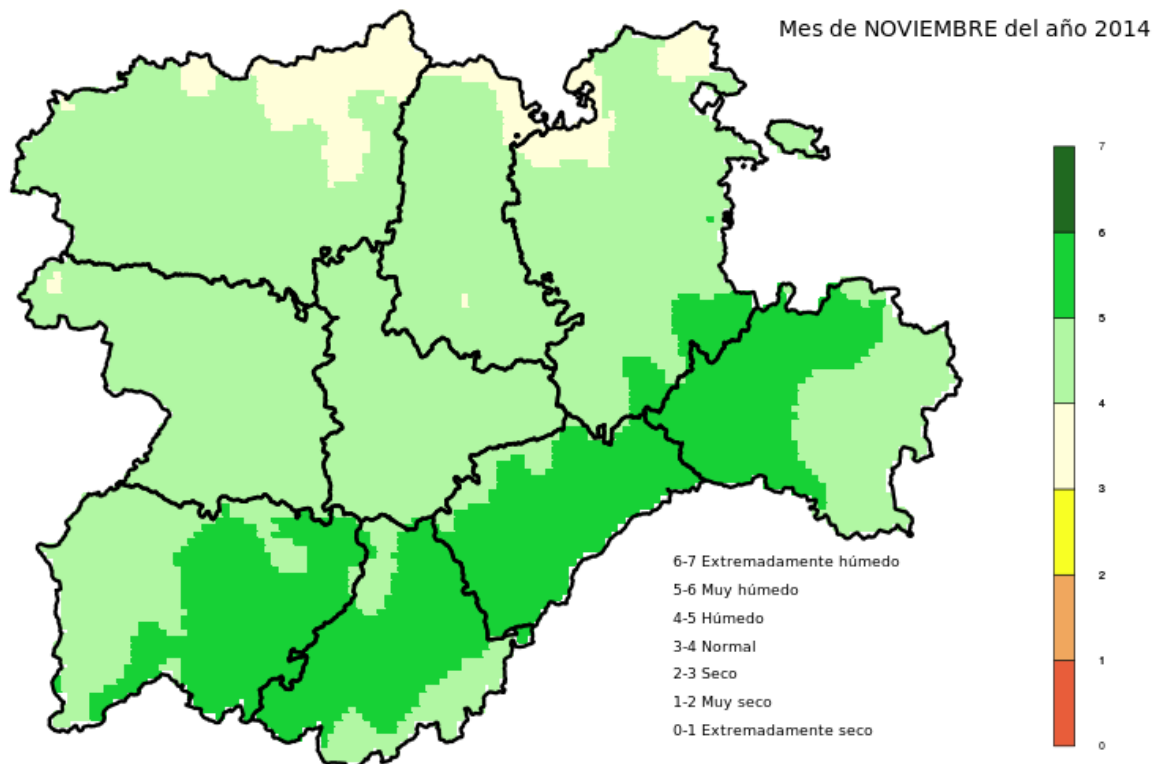 Mes de NOVIEMBRE del año 2014
7
6
5
4
3
2
1
0
6-7 Extremadamente húmedo
5-6 Muy húmedo
4-5 Húmedo
3-4 Normal
2-3 Seco
1-2 Muy seco
0-1 Extremadamente seco